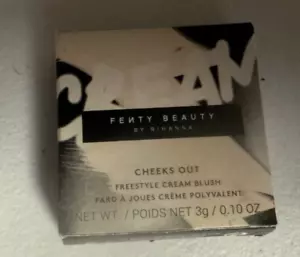 CREAM
FENTY BEAUTY
BY RIHANNA
CHEEKS OUT
FREESTYLE CREAM BLUSH
FARD À JOUES CRÈME POLYVALENT
NET WT. / POIDS NET 3g / 0.10 OZ